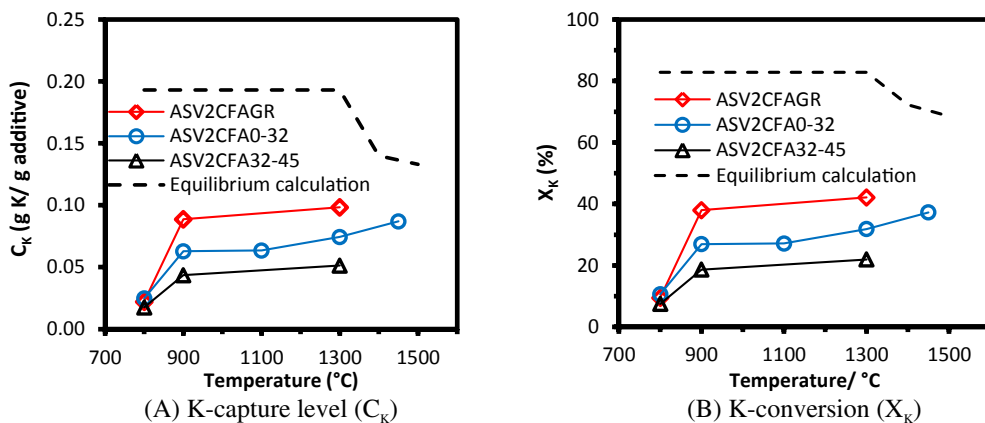 0.25
0.20
0.15
0.10
0.05
0.00
C_K (g K/ g additive)
ASV2CFAGR
ASV2CFA0-32
ASV2CFA32-45
Equilibrium calculation
700 900 1100 1300 1500
Temperature (°C)
(A) K-capture level (C_K)
100
80
60
40
20
0
X_K (%)
ASV2CFAGR
ASV2CFA0-32
ASV2CFA32-45
Equilibrium calculation
700 900 1100 1300 1500
Temperature/ °C
(B) K-conversion (X_K)